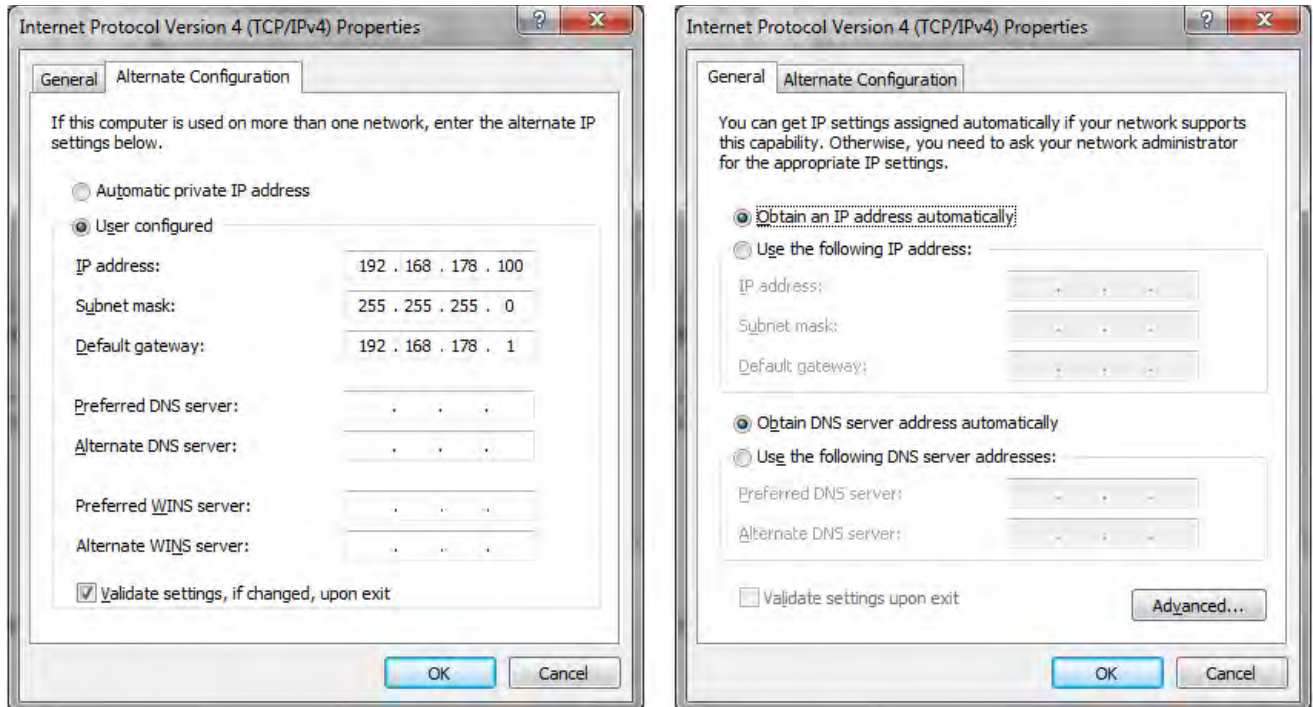 Internet Protocol Version 4 (TCP/IPv4) Properties
General
Alternate Configuration
If this computer is used on more than one network, enter the alternate IP
settings below.
Automatic private IP address
User configured
IP address:
192 . 168 . 178 . 100
Subnet mask:
255 . 255 . 255 . 0
Default gateway:
192 . 168 . 178 . 1
Preferred DNS server:
. . .
Alternate DNS server:
. . .
Preferred WINS server:
. . .
Alternate WINS server:
. . .
Validate settings, if changed, upon exit
OK
Cancel
Internet Protocol Version 4 (TCP/IPv4) Properties
General
Alternate Configuration
You can get IP settings assigned automatically if your network supports
this capability. Otherwise, you need to ask your network administrator
for the appropriate IP settings.
Obtain an IP address automatically
Use the following IP address:
IP address:
. . .
Subnet mask:
. . .
Default gateway:
. . .
Obtain DNS server address automatically
Use the following DNS server addresses:
Preferred DNS server:
. . .
Alternate DNS server:
. . .
Validate settings upon exit
Advanced...
OK
Cancel